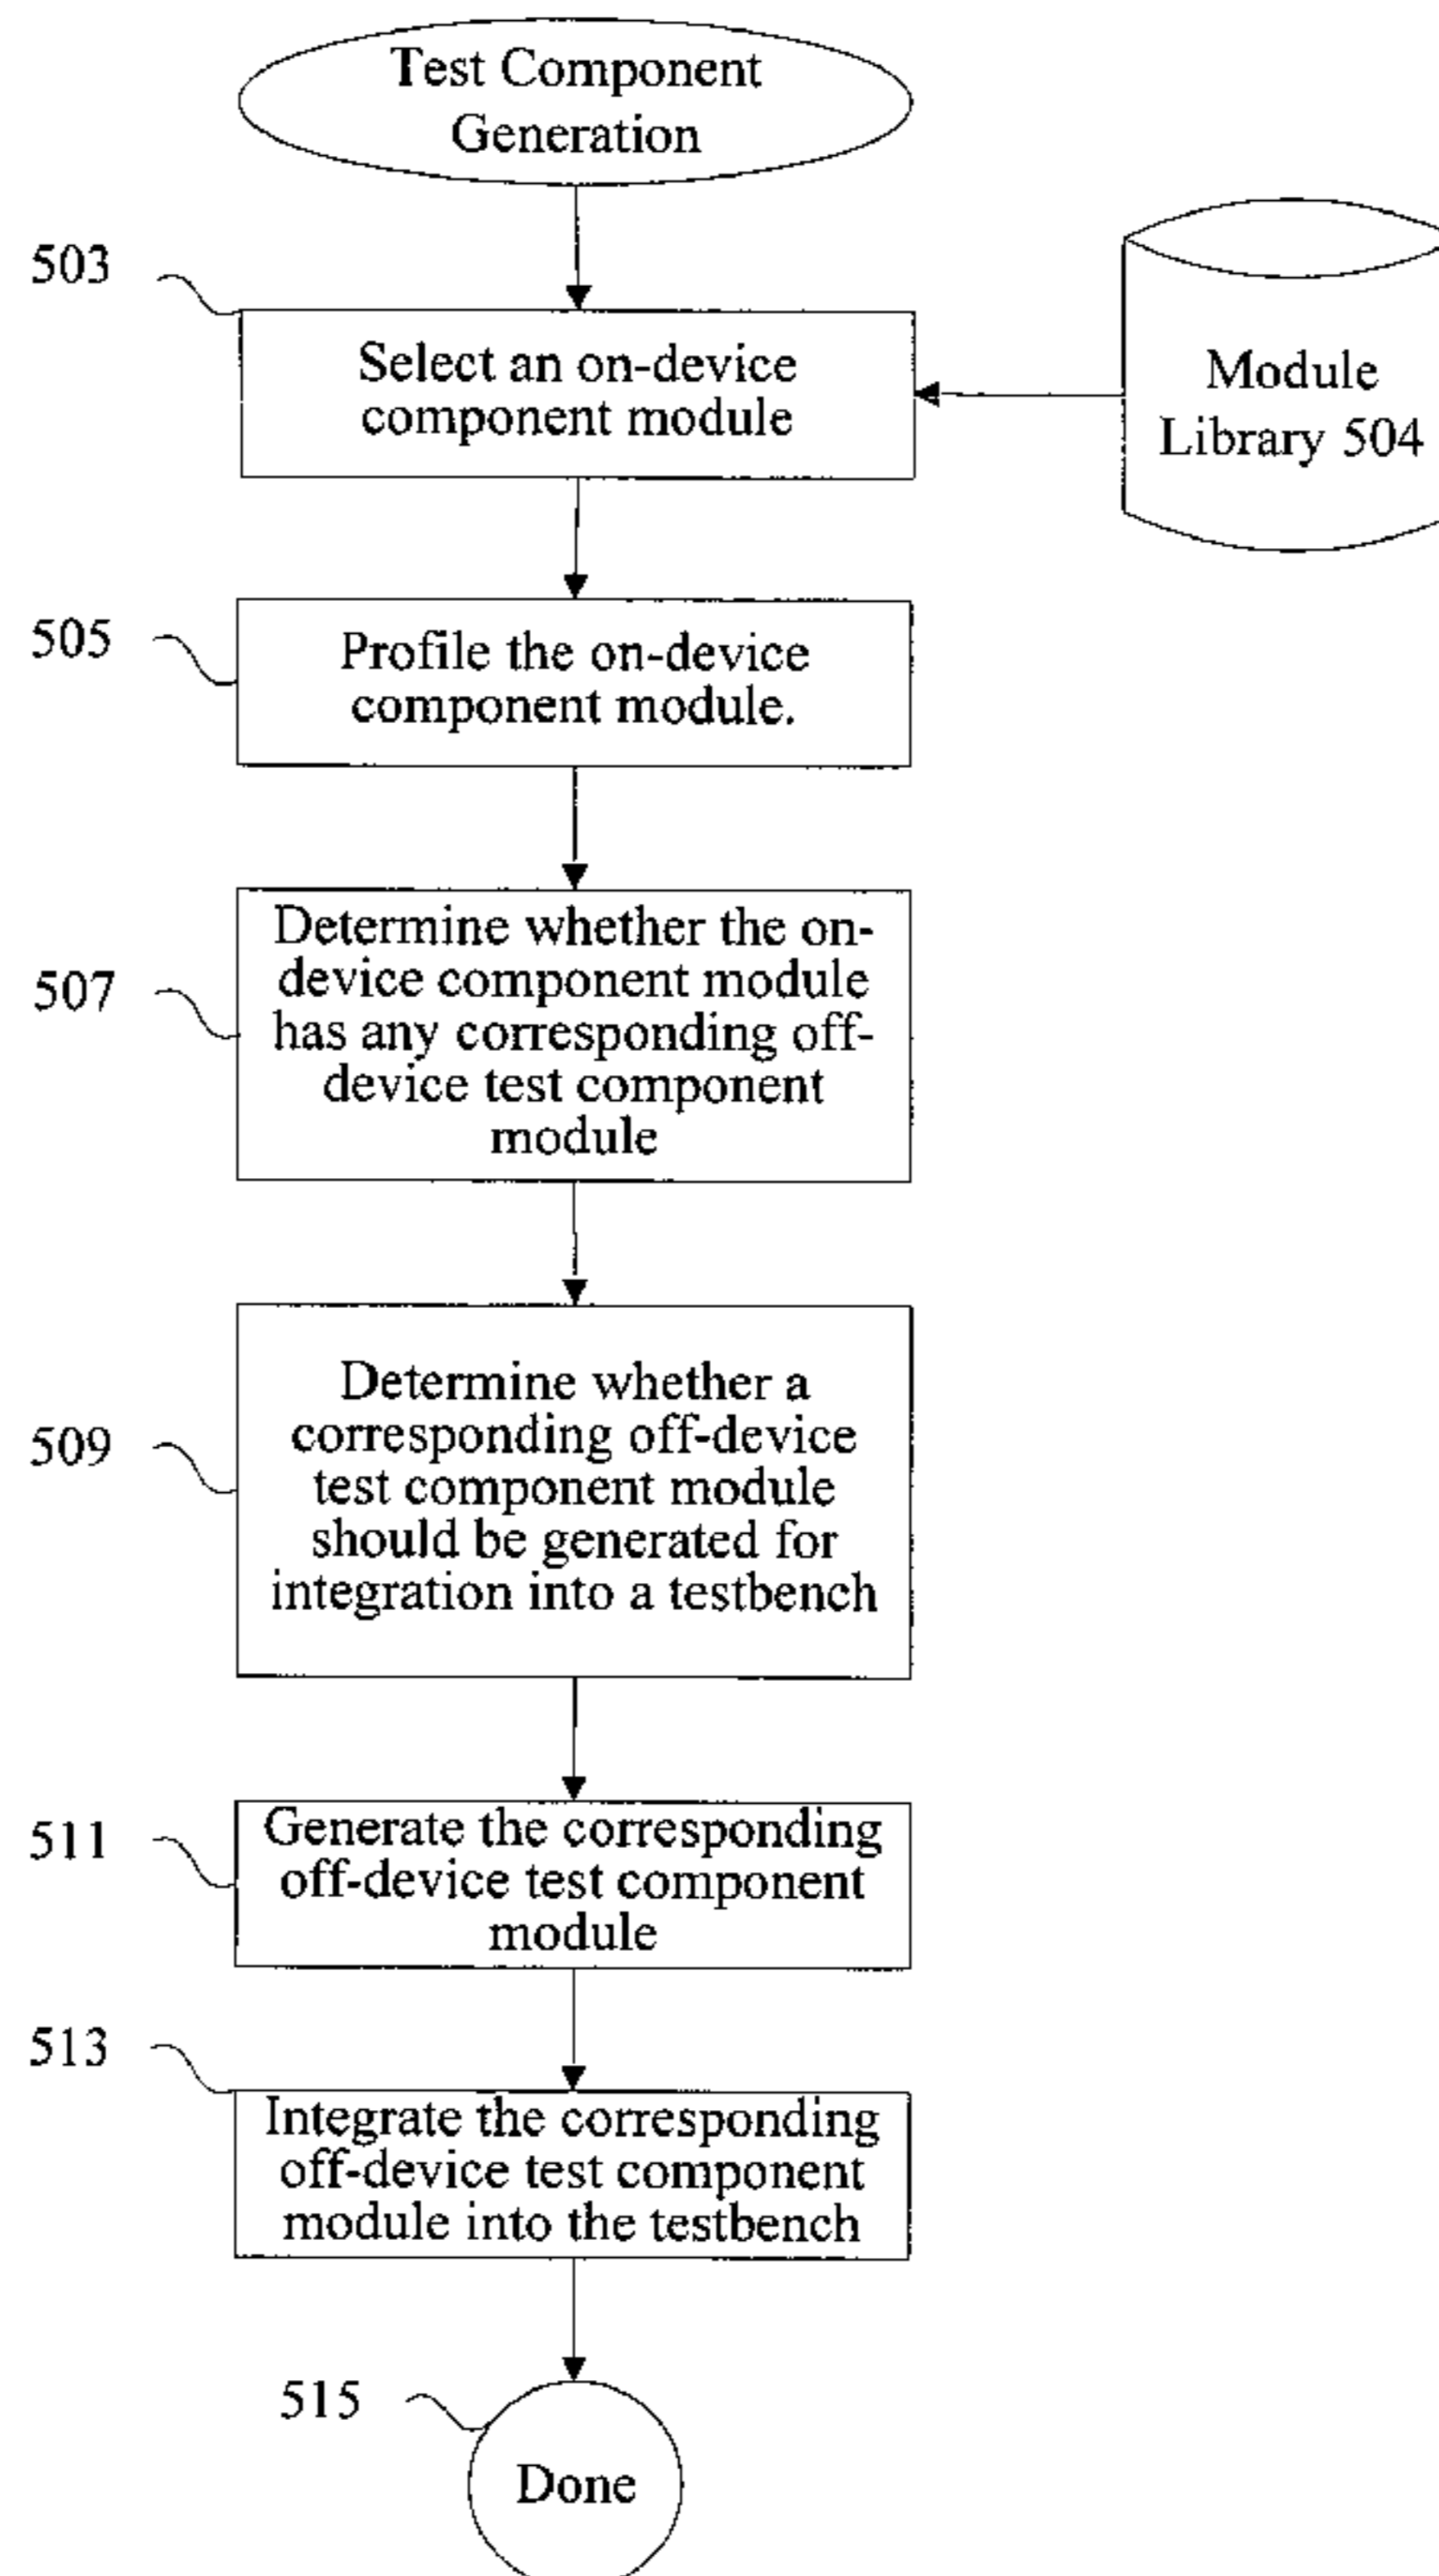 Test Component
Generation
503
Select an on-device
component module
Module
Library 504
505
Profile the on-device
component module.
507
Determine whether the on-
device component module
has any corresponding off-
device test component
module
509
Determine whether a
corresponding off-device
test component module
should be generated for
integration into a testbench
511
Generate the corresponding
off-device test component
module
513
Integrate the corresponding
off-device test component
module into the testbench
515
Done